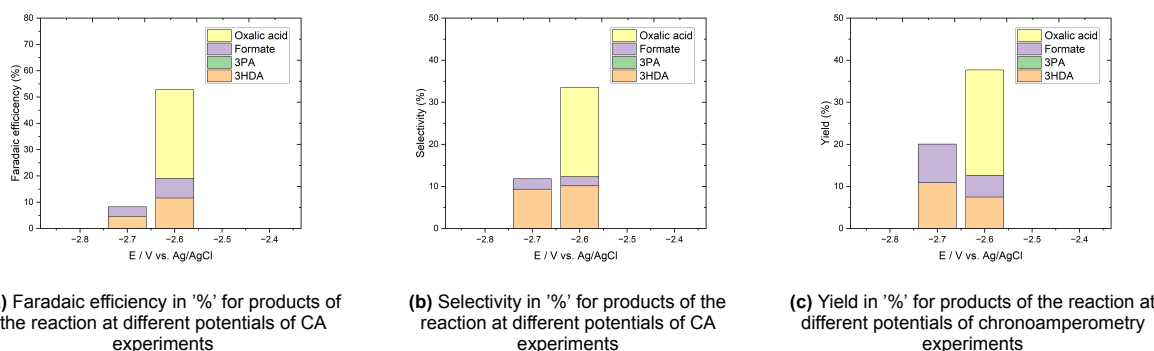 80
70
60
50
40
30
20
10
0
Faradaic efficicency (%)
Oxalic acid
Formate
3PA
3HDA
−2.8
−2.7
−2.6
−2.5
−2.4
E / V vs. Ag/AgCl
50
40
30
20
10
0
Selectivity (%)
Oxalic acid
Formate
3PA
3HDA
−2.8
−2.7
−2.6
−2.5
−2.4
E / V vs. Ag/AgCl
50
40
30
20
10
0
Yield (%)
Oxalic acid
Formate
3PA
3HDA
−2.8
−2.7
−2.6
−2.5
−2.4
E / V vs. Ag/AgCl
) Faradaic efficiency in ’%’ for products of
the reaction at different potentials of CA
experiments
(b) Selectivity in ’%’ for products of the
reaction at different potentials of CA
experiments
(c) Yield in ’%’ for products of the reaction at
different potentials of chronoamperometry
experiments